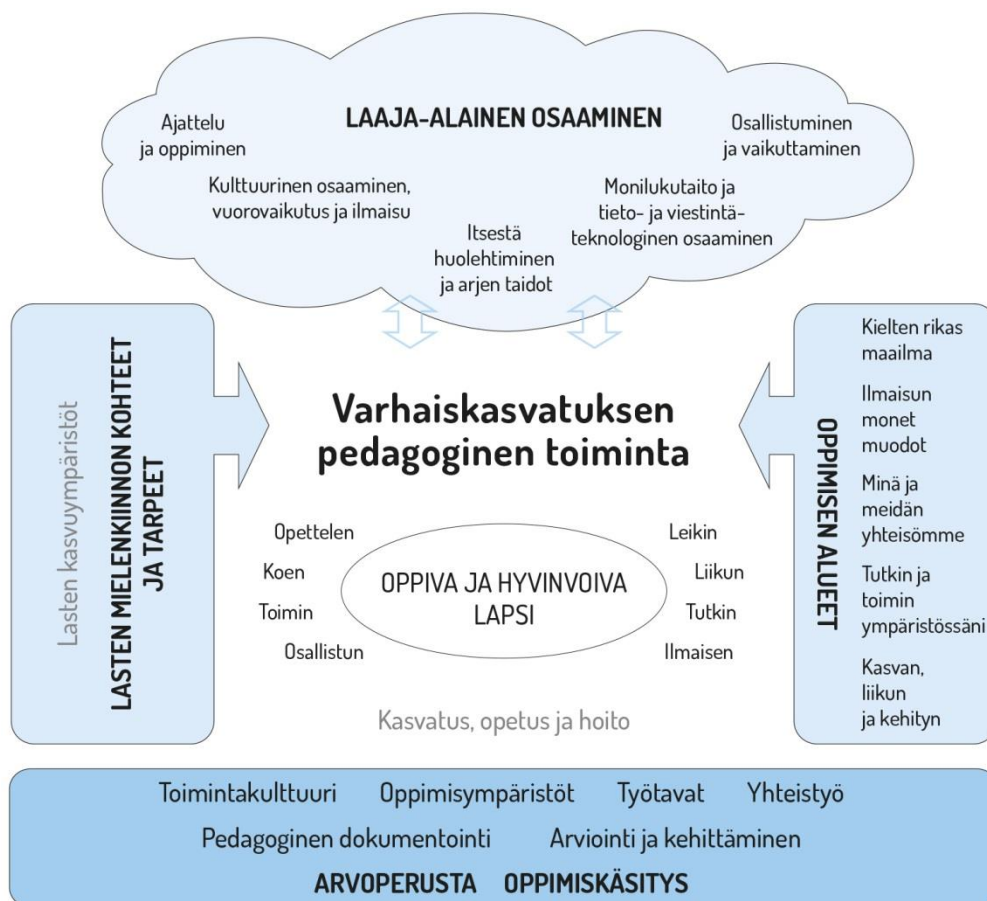 LAAJA-ALAINEN OSAAMINEN
Ajattelu
ja oppiminen
Kulttuurinen osaaminen,
vuorovaikutus ja ilmaisu
Itsestä
huolehtiminen
ja arjen taidot
Monilukutaito ja
tieto- ja viestintä-
teknologinen osaaminen
Osallistuminen
ja vaikuttaminen
Lasten kasvuympäristöt
LASTEN MIELENKIINNON KOHTEET
JA TARPEET
Varhaiskasvatuksen
pedagoginen toiminta
Opettelen
Koen
Toimin
Osallistun
OPPIVA JA HYVINVOIVA
LAPSI
Leikin
Liikun
Tutkin
Ilmaisen
Kasvatus, opetus ja hoito
OPPIMISEN ALUEET
Kielten rikas
maailma
Ilmaisun
monet
muodot
Minä ja
meidän
yhteisömme
Tutkin ja
toimin
ympäristössäni
Kasvan,
liikun
ja kehityn
Toimintakulttuuri Oppimisympäristöt Työtavat Yhteistyö
Pedagoginen dokumentointi Arviointi ja kehittäminen
ARVOPERUSTA OPPIMISKÄSITYS